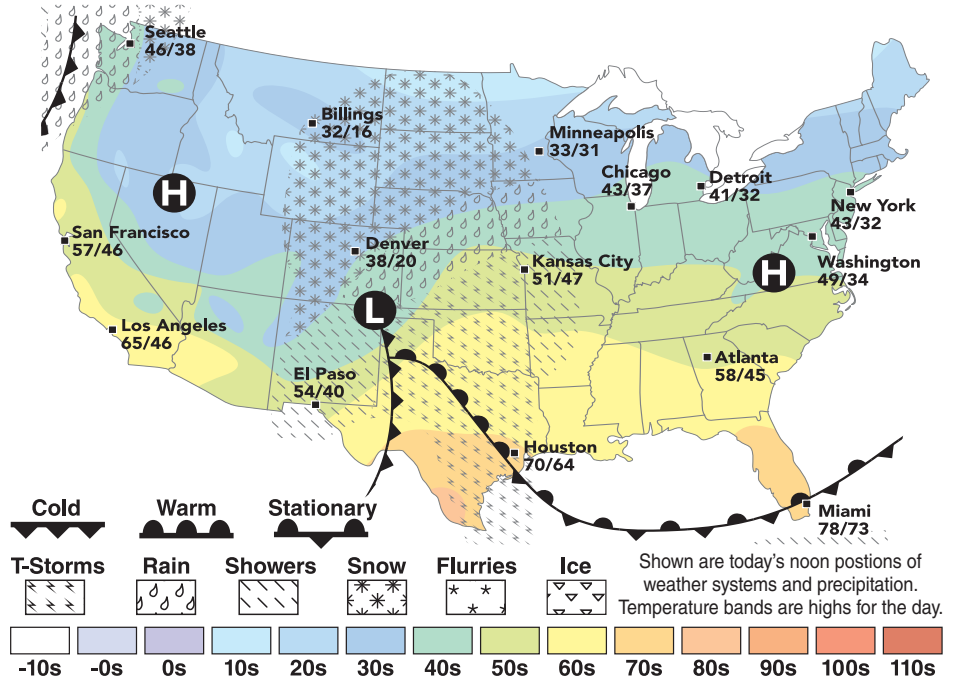 Seattle
46/38
Billings
32/16
Minneapolis
33/31
Chicago
43/37
Detroit
41/32
New York
43/32
H
San Francisco
57/46
Denver
38/20
Kansas City
51/47
Washington
49/34
H
L
Los Angeles
65/46
El Paso
54/40
Atlanta
58/45
Houston
70/64
Miami
78/73
Cold
Warm
Stationary
T-Storms
Rain
Showers
Snow
Flurries
Ice
Shown are today's noon postions of
weather systems and precipitation.
Temperature bands are highs for the day.
-10s
-0s
0s
10s
20s
30s
40s
50s
60s
70s
80s
90s
100s
110s